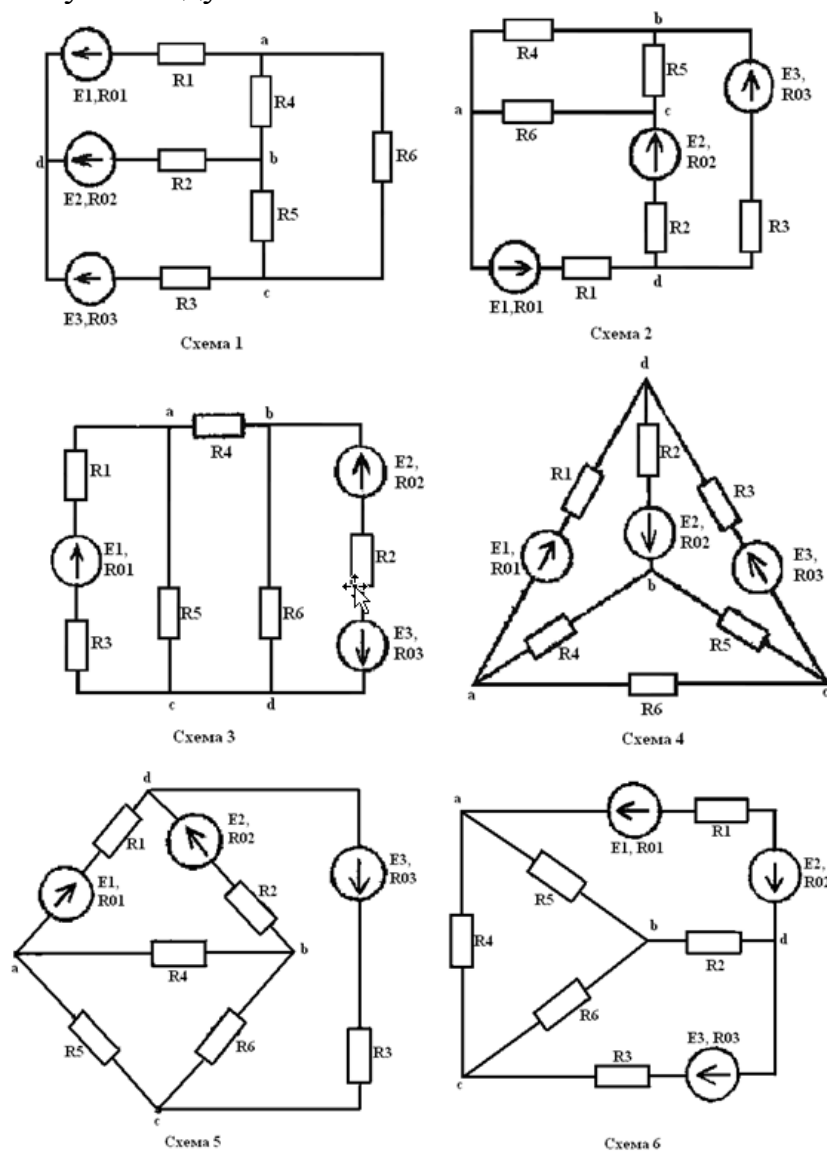 a
R1
E1,R01
R4
d
b
R6
R2
E2,R02
R5
c
R3
E3,R03
Схема 1
b
R4
R5
E3,
R03
a
c
R6
E2,
R02
R2
R3
R1
E1,R01
d
Схема 2
a
b
R4
R1
E2,
R02
E1,
R01
R2
R5
R6
R3
E3,
R03
c
d
Схема 3
d
R1
R2
R3
E2,
R02
E1,
R01
E3,
R03
b
R4
R5
a
c
R6
Схема 4
d
E2,
R02
R1
E3,
R03
E1,
R01
R2
b
a
R4
R5
R6
R3
c
Схема 5
a
R1
E1, R01
E2,
R02
R5
b
d
R4
R2
R6
E3, R03
R3
c
Схема 6